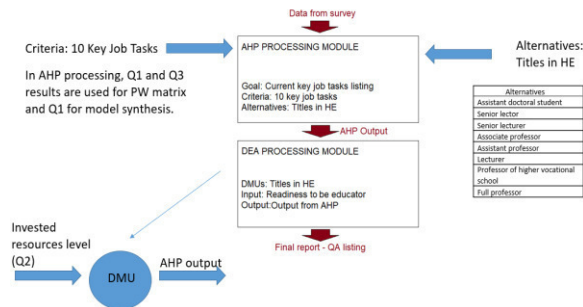 Data from survey
Criteria: 10 Key Job Tasks
In AHP processing, Q1 and Q3
results are used for PW matrix
and Q1 for model synthesis.
AHP PROCESSING MODULE
Goal: Current key job tasks listing
Criteria: 10 key job tasks
Alternatives: Titles in HE
Alternatives:
Titles in HE
Alternatives
Assistant doctoral student
Senior lector
Senior lecturer
Associate professor
Assistant professor
Lecturer
Professor of higher vocational
school
Full professor
AHP Output
DEA PROCESSING MODULE
DMUs: Titles in HE
Input: Readiness to be educator
Output:Output from AHP
Final report - QA listing
Invested
resources level
(Q2)
DMU
AHP output